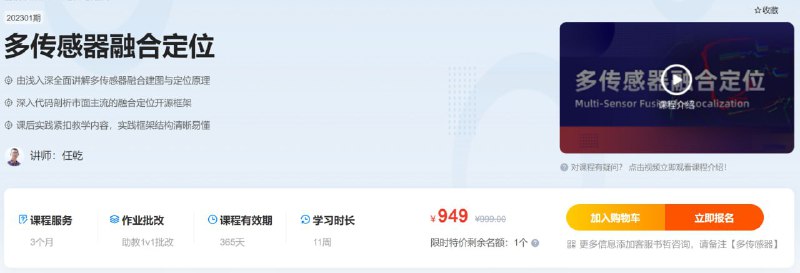 ☆收藏
202301期
多传感器融合定位
由浅入深全面讲解多传感器融合建图与定位原理
深入代码剖析市面主流的融合定位开源框架
课后实践紧扣教学内容，实践框架结构清晰易懂
讲师：任乾
多传感器融合定位
Multi-Sensor Fusion Localization
课程介绍
对课程有疑问？ 点击视频立即观看课程介绍！
课程服务
3个月
作业批改
助教1v1批改
课程有效期
365天
学习时长
11周
¥949 ¥999.00
限时特价剩余名额：1个
加入购物车
立即报名
更多信息添加客服书哲咨询，请备注【多传感器】